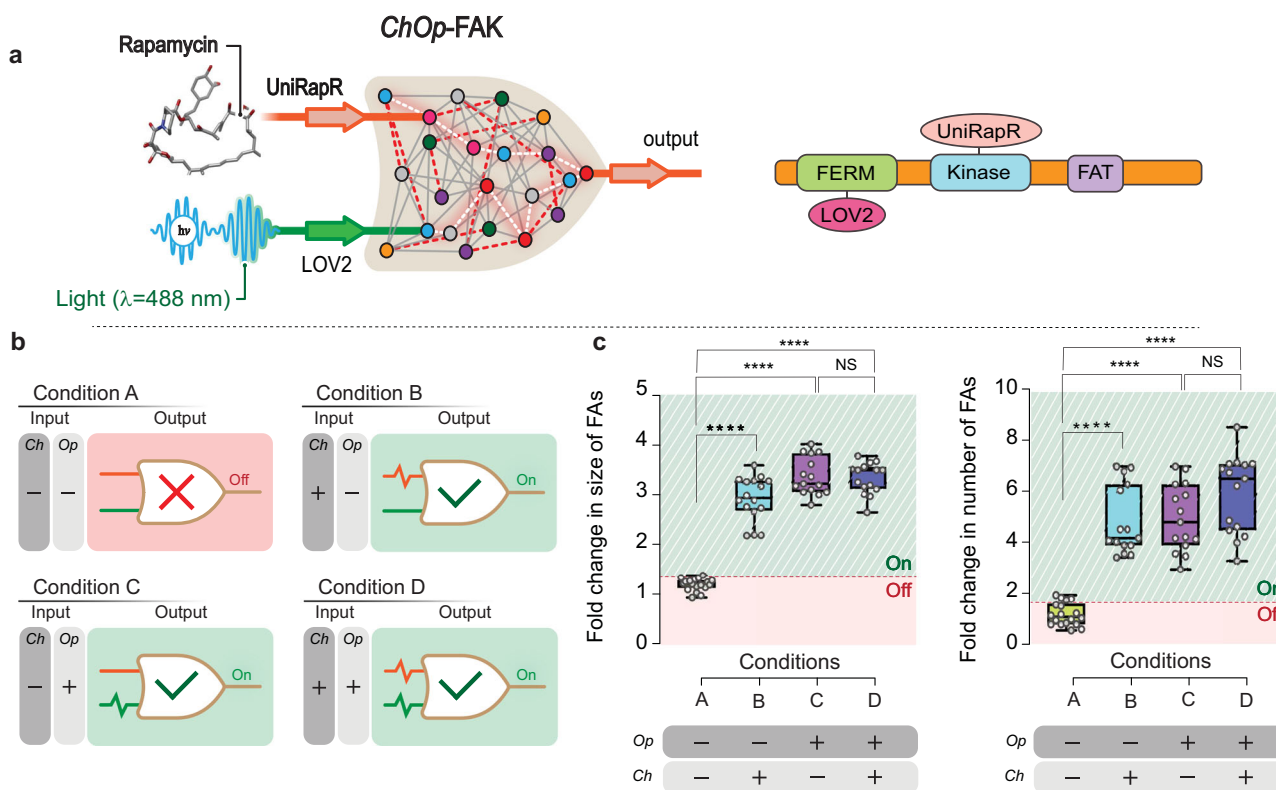 ChOp-FAK
a
Rapamycin
UniRapR
output
hν
LOV2
Light (λ=488 nm)
UniRapR
FERM
Kinase
FAT
LOV2
b
Condition A
Input
Output
Ch
Op
−
−
Off
Condition B
Input
Output
Ch
Op
+
−
On
Condition C
Input
Output
Ch
Op
−
+
On
Condition D
Input
Output
Ch
Op
+
+
On
c
****
****
NS
****
5
4
3
2
1
0
Fold change in size of FAs
On
Off
Conditions
A B C D
Op − − + +
Ch − + − +
****
****
NS
****
10
8
6
4
2
0
Fold change in number of FAs
On
Of
Conditions
A B C D
Op − − + +
Ch − + − +